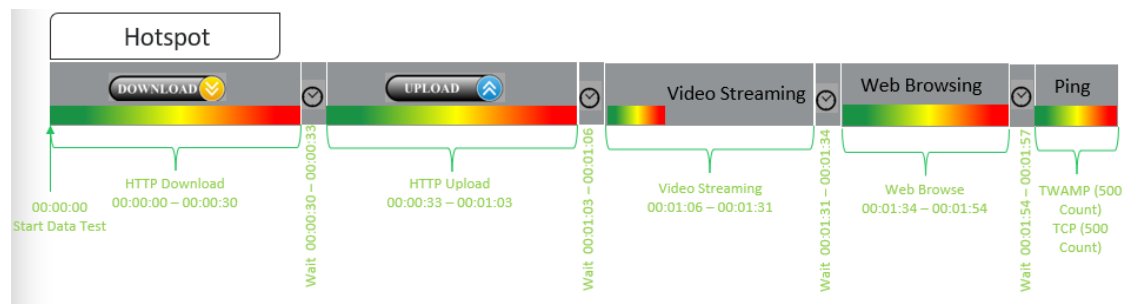 Hotspot
DOWNLOAD
UPLOAD
Video Streaming
Web Browsing
Ping
00:00:00
Start Data Test
HTTP Download
00:00:00 – 00:00:30
Wait 00:00:30 – 00:00:33
HTTP Upload
00:00:33 – 00:01:03
Wait 00:01:03 – 00:01:06
Video Streaming
00:01:06 – 00:01:31
Wait 00:01:31 – 00:01:34
Web Browse
00:01:34 – 00:01:54
Wait 00:01:54 – 00:01:57
TWAMP (500
Count)
TCP (500
Count)